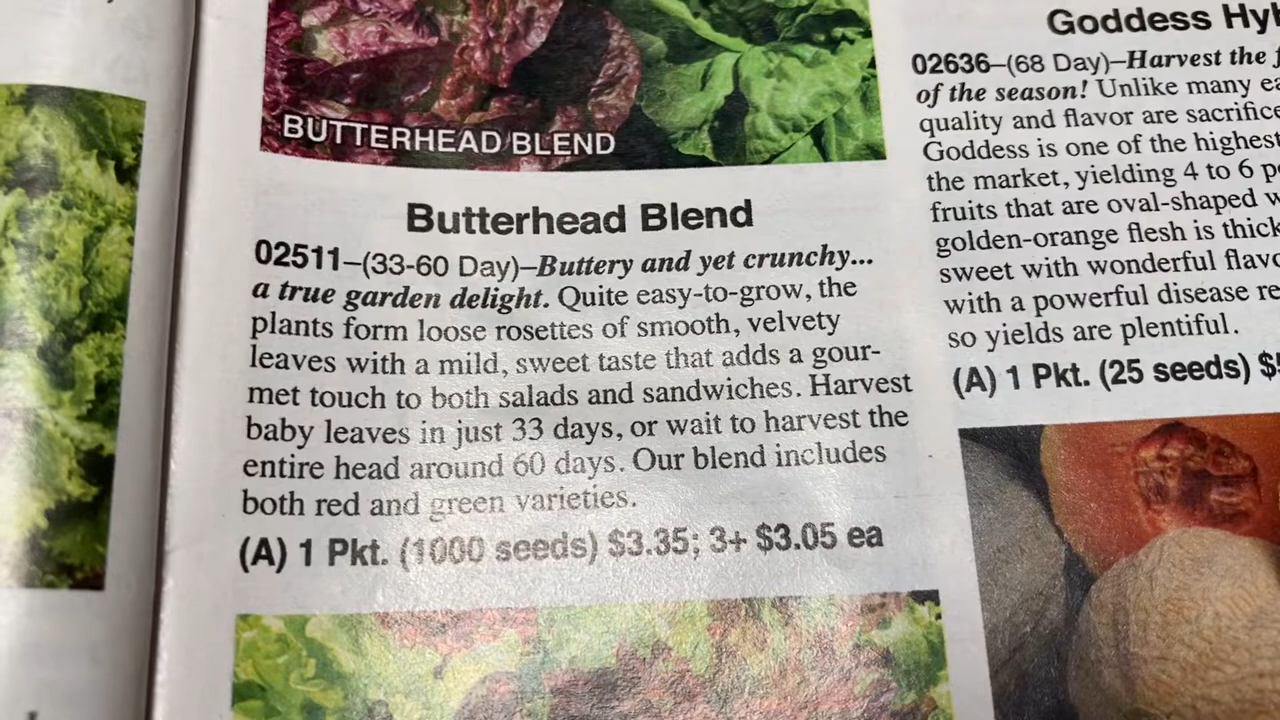 BUTTERHEAD BLEND
Butterhead Blend
02511–(33-60 Day)–Buttery and yet crunchy...
a true garden delight. Quite easy-to-grow, the
plants form loose rosettes of smooth, velvety
leaves with a mild, sweet taste that adds a gour-
met touch to both salads and sandwiches. Harvest
baby leaves in just 33 days, or wait to harvest the
entire head around 60 days. Our blend includes
both red and green varieties.
(A) 1 Pkt. (1000 seeds) $3.35; 3+ $3.05 ea
Goddess
02636–(68 Day)–Harvest the
of the season! Unlike many
quality and flavor are
Goddess is one of the highest
the market, yielding 4 to 6
fruits that are oval-shaped
golden-orange flesh is
sweet with wonderful
with a powerful disease
so yields are plentiful.
(A) 1 Pkt. (25 seeds)